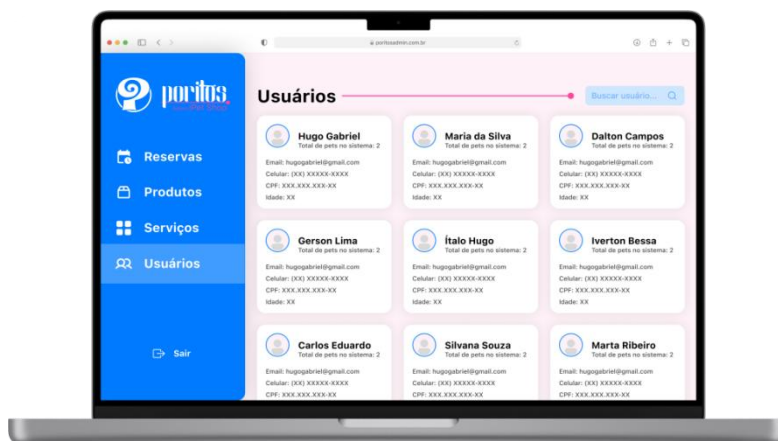 poritosadmin.com.br
poritos
Pet Shop
Reservas
Produtos
Serviços
Usuários
Sair
Usuários
Buscar usuário...
Hugo Gabriel
Total de pets no sistema: 2
Email: hugogabriel@gmail.com
Celular: (XX) XXXXX-XXXX
CPF: XXX.XXX.XXX-XX
Idade: XX
Maria da Silva
Total de pets no sistema: 2
Email: hugogabriel@gmail.com
Celular: (XX) XXXXX-XXXX
CPF: XXX.XXX.XXX-XX
Idade: XX
Dalton Campos
Total de pets no sistema: 2
Email: hugogabriel@gmail.com
Celular: (XX) XXXXX-XXXX
CPF: XXX.XXX.XXX-XX
Idade: XX
Gerson Lima
Total de pets no sistema: 2
Email: hugogabriel@gmail.com
Celular: (XX) XXXXX-XXXX
CPF: XXX.XXX.XXX-XX
Idade: XX
Ítalo Hugo
Total de pets no sistema: 2
Email: hugogabriel@gmail.com
Celular: (XX) XXXXX-XXXX
CPF: XXX.XXX.XXX-XX
Idade: XX
Iverton Bessa
Total de pets no sistema: 2
Email: hugogabriel@gmail.com
Celular: (XX) XXXXX-XXXX
CPF: XXX.XXX.XXX-XX
Idade: XX
Carlos Eduardo
Total de pets no sistema: 2
Email: hugogabriel@gmail.com
Celular: (XX) XXXXX-XXXX
CPF: XXX.XXX.XXX-XX
Silvana Souza
Total de pets no sistema: 2
Email: hugogabriel@gmail.com
Celular: (XX) XXXXX-XXXX
CPF: XXX.XXX.XXX-XX
Marta Ribeiro
Total de pets no sistema: 2
Email: hugogabriel@gmail.com
Celular: (XX) XXXXX-XXXX
CPF: XXX.XXX.XXX-XX